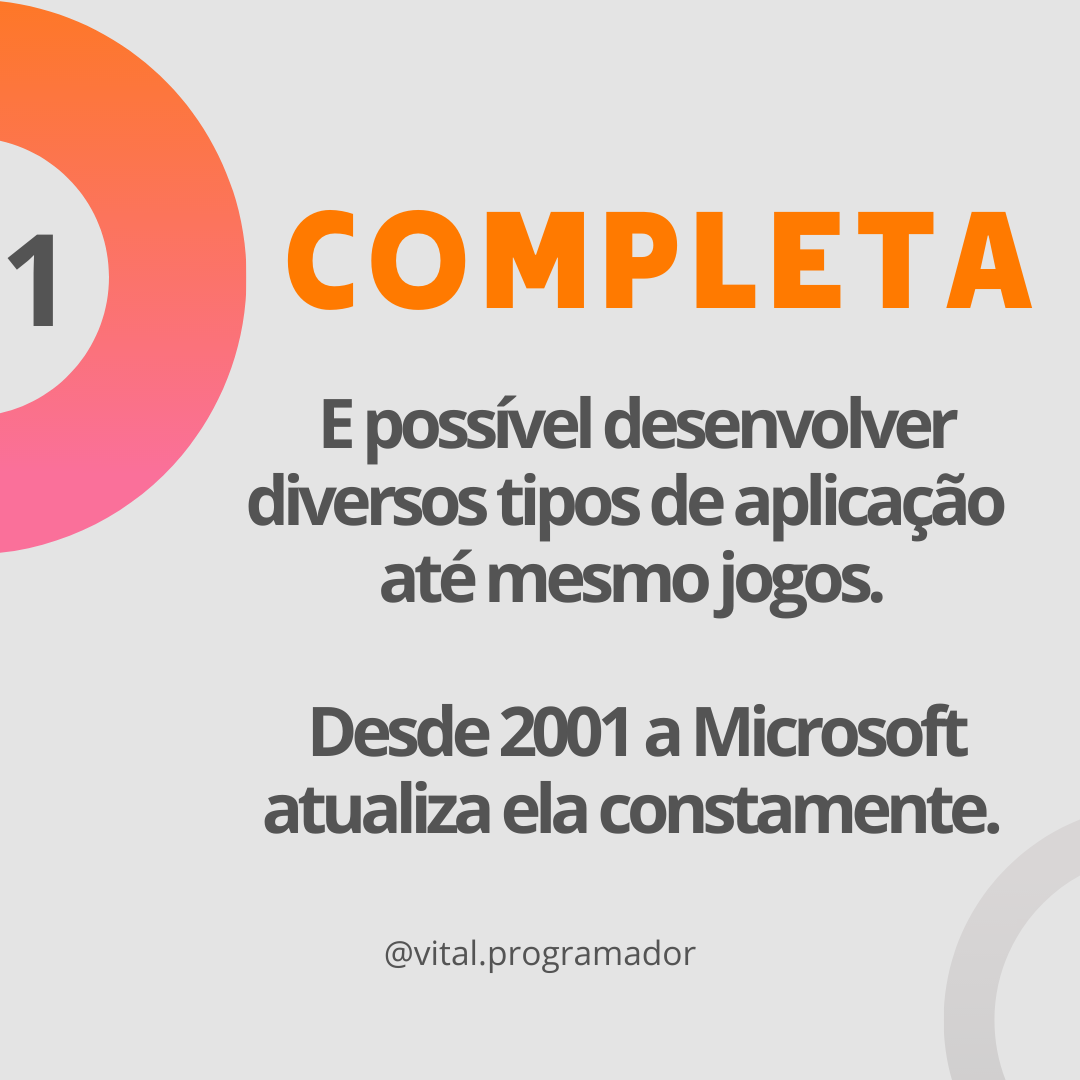 1
COMPLETA
E possível desenvolver
diversos tipos de aplicação
até mesmo jogos.
Desde 2001 a Microsoft
atualiza ela constamente.
@vital.programador